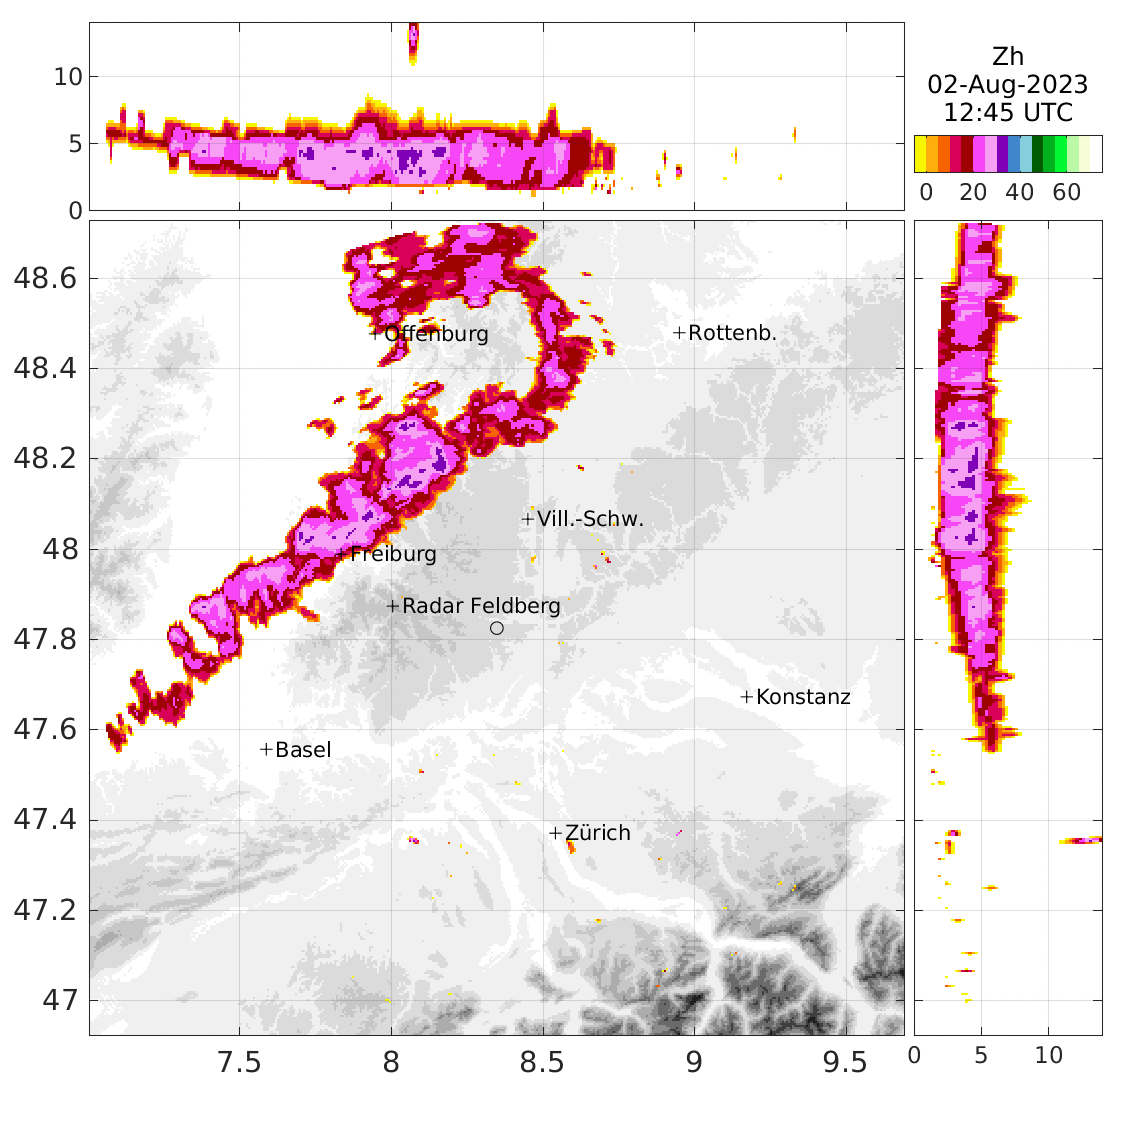 10
5
0
Zh
02-Aug-2023
12:45 UTC
0 20 40 60
48.6
48.4
48.2
48
47.8
47.6
47.4
47.2
47
Offenburg
Rottenb.
Vill.-Schw.
Freiburg
Radar Feldberg
Konstanz
Basel
Zürich
7.5 8 8.5 9 9.5
0 5 10